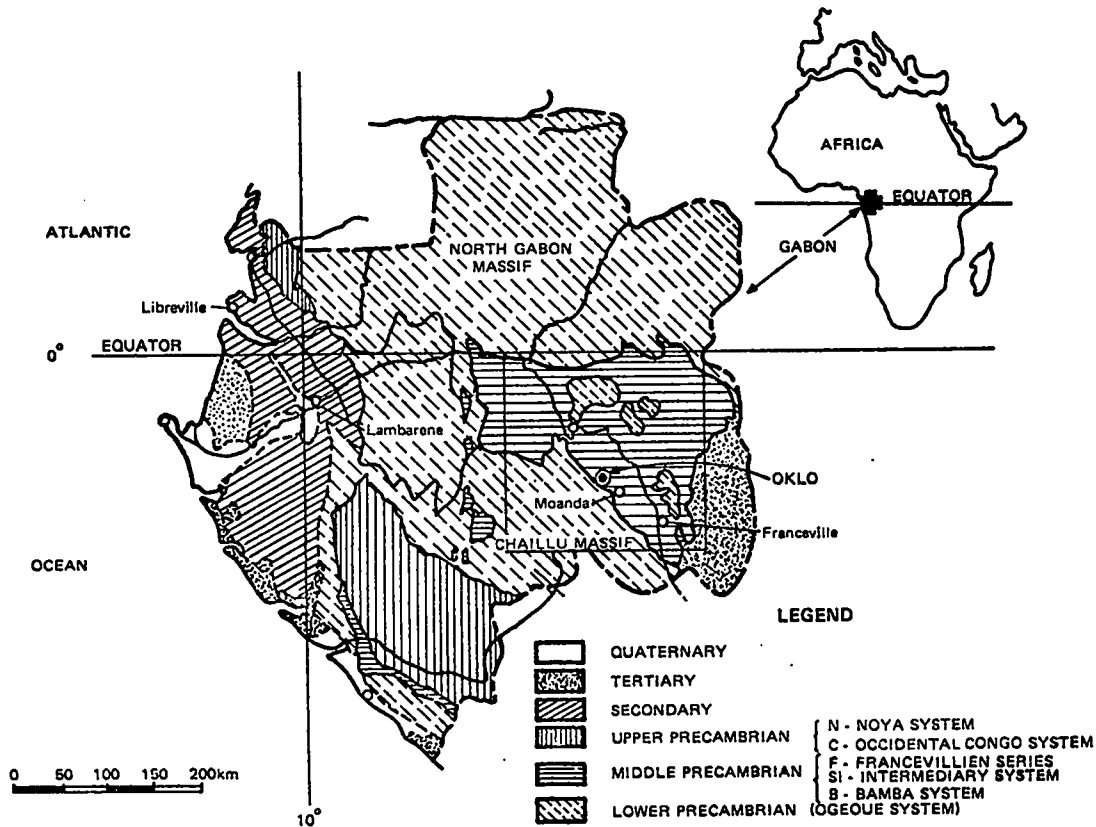 AFRICA
EQUATOR
GABON
ATLANTIC
NORTH GABON
MASSIF
Libreville
EQUATOR
0°
Lambarene
OKLO
Moanda
Franceville
CHAILLU MASSIF
OCEAN
LEGEND
QUATERNARY
TERTIARY
SECONDARY
UPPER PRECAMBRIAN
N - NOYA SYSTEM
C - OCCIDENTAL CONGO SYSTEM
MIDDLE PRECAMBRIAN
F - FRANCEVILLIEN SERIES
SI - INTERMEDIARY SYSTEM
B - BAMBA SYSTEM
LOWER PRECAMBRIAN (OGEOUE SYSTEM)
0 50 100 150 200km
10°